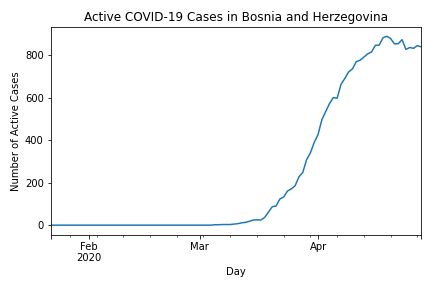 Active COVID-19 Cases in Bosnia and Herzegovina
Number of Active Cases
800
600
400
200
0
Feb
2020
Mar
Apr
Day